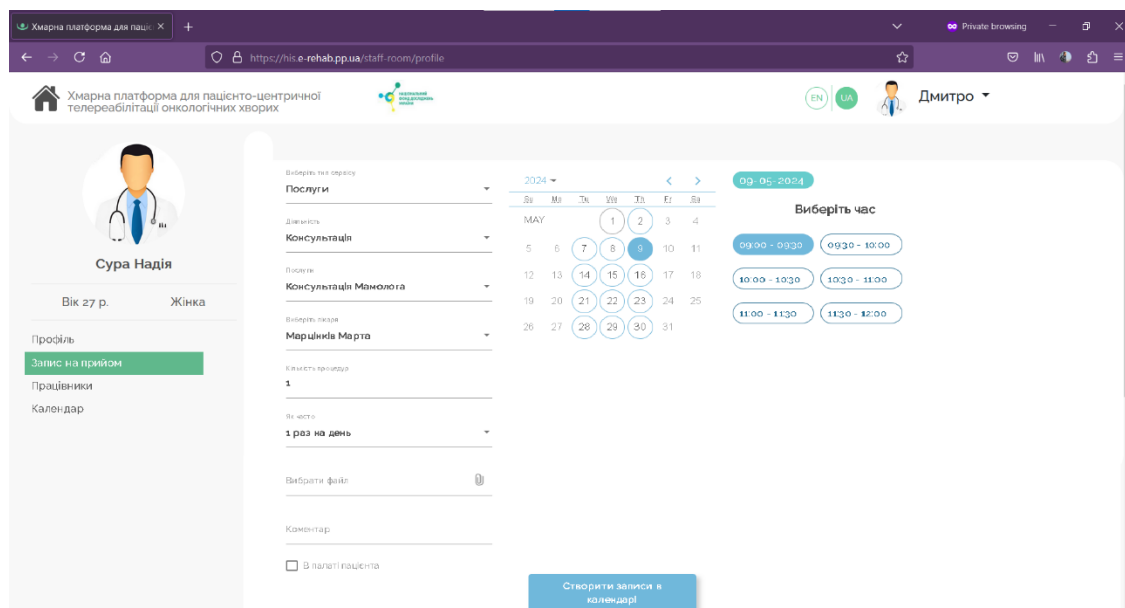 Хмарна платформа для паціє
Private browsing
https://his.e-rehab.pp.ua/staff-room/profile
Хмарна платформа для пацієнто-центричної
телереабілітації онкологічних хворих
EN
UA
Дмитро
Сура Надія
Вік 27 р.
Жінка
Профіль
Запис на прийом
Працівники
Календар
Виберіть тип сервісу
Послуги
Діяльність
Консультація
Послуги
Консультація Мамолога
Виберіть лікаря
Марцінків Марта
Кількість процедур
1
Як часто
1 раз на день
Вибрати файл
Коментар
В палаті пацієнта
2024
Su Mo Tu We Th Fr Sa
MAY 1 2 3 4
5 6 7 8 9 10 11
12 13 14 15 16 17 18
19 20 21 22 23 24 25
26 27 28 29 30 31
Створити записи в
календарі
09-05-2024
Виберіть час
09:00 - 09:30 09:30 - 10:00
10:00 - 10:30 10:30 - 11:00
11:00 - 11:30 11:30 - 12:00